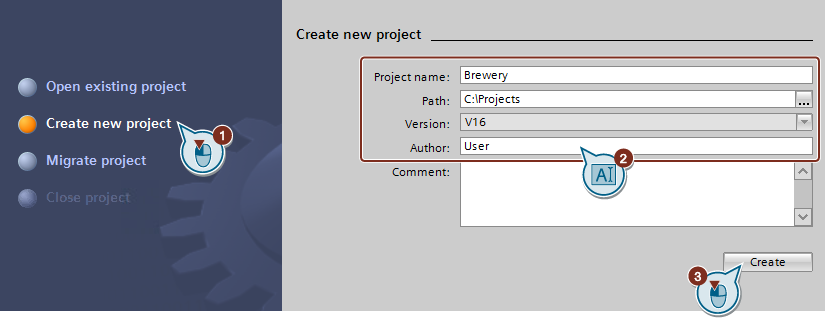 Open existing project
Create new project
1
Migrate project
Close project
Create new project
Project name: Brewery
Path: C:\Projects ...
Version: V16
Author: User
2
AI
Comment:
Create
3